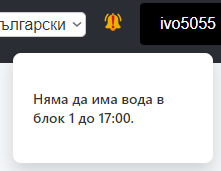 ългарски ivo5055
Няма да има вода в
блок 1 до 17:00.